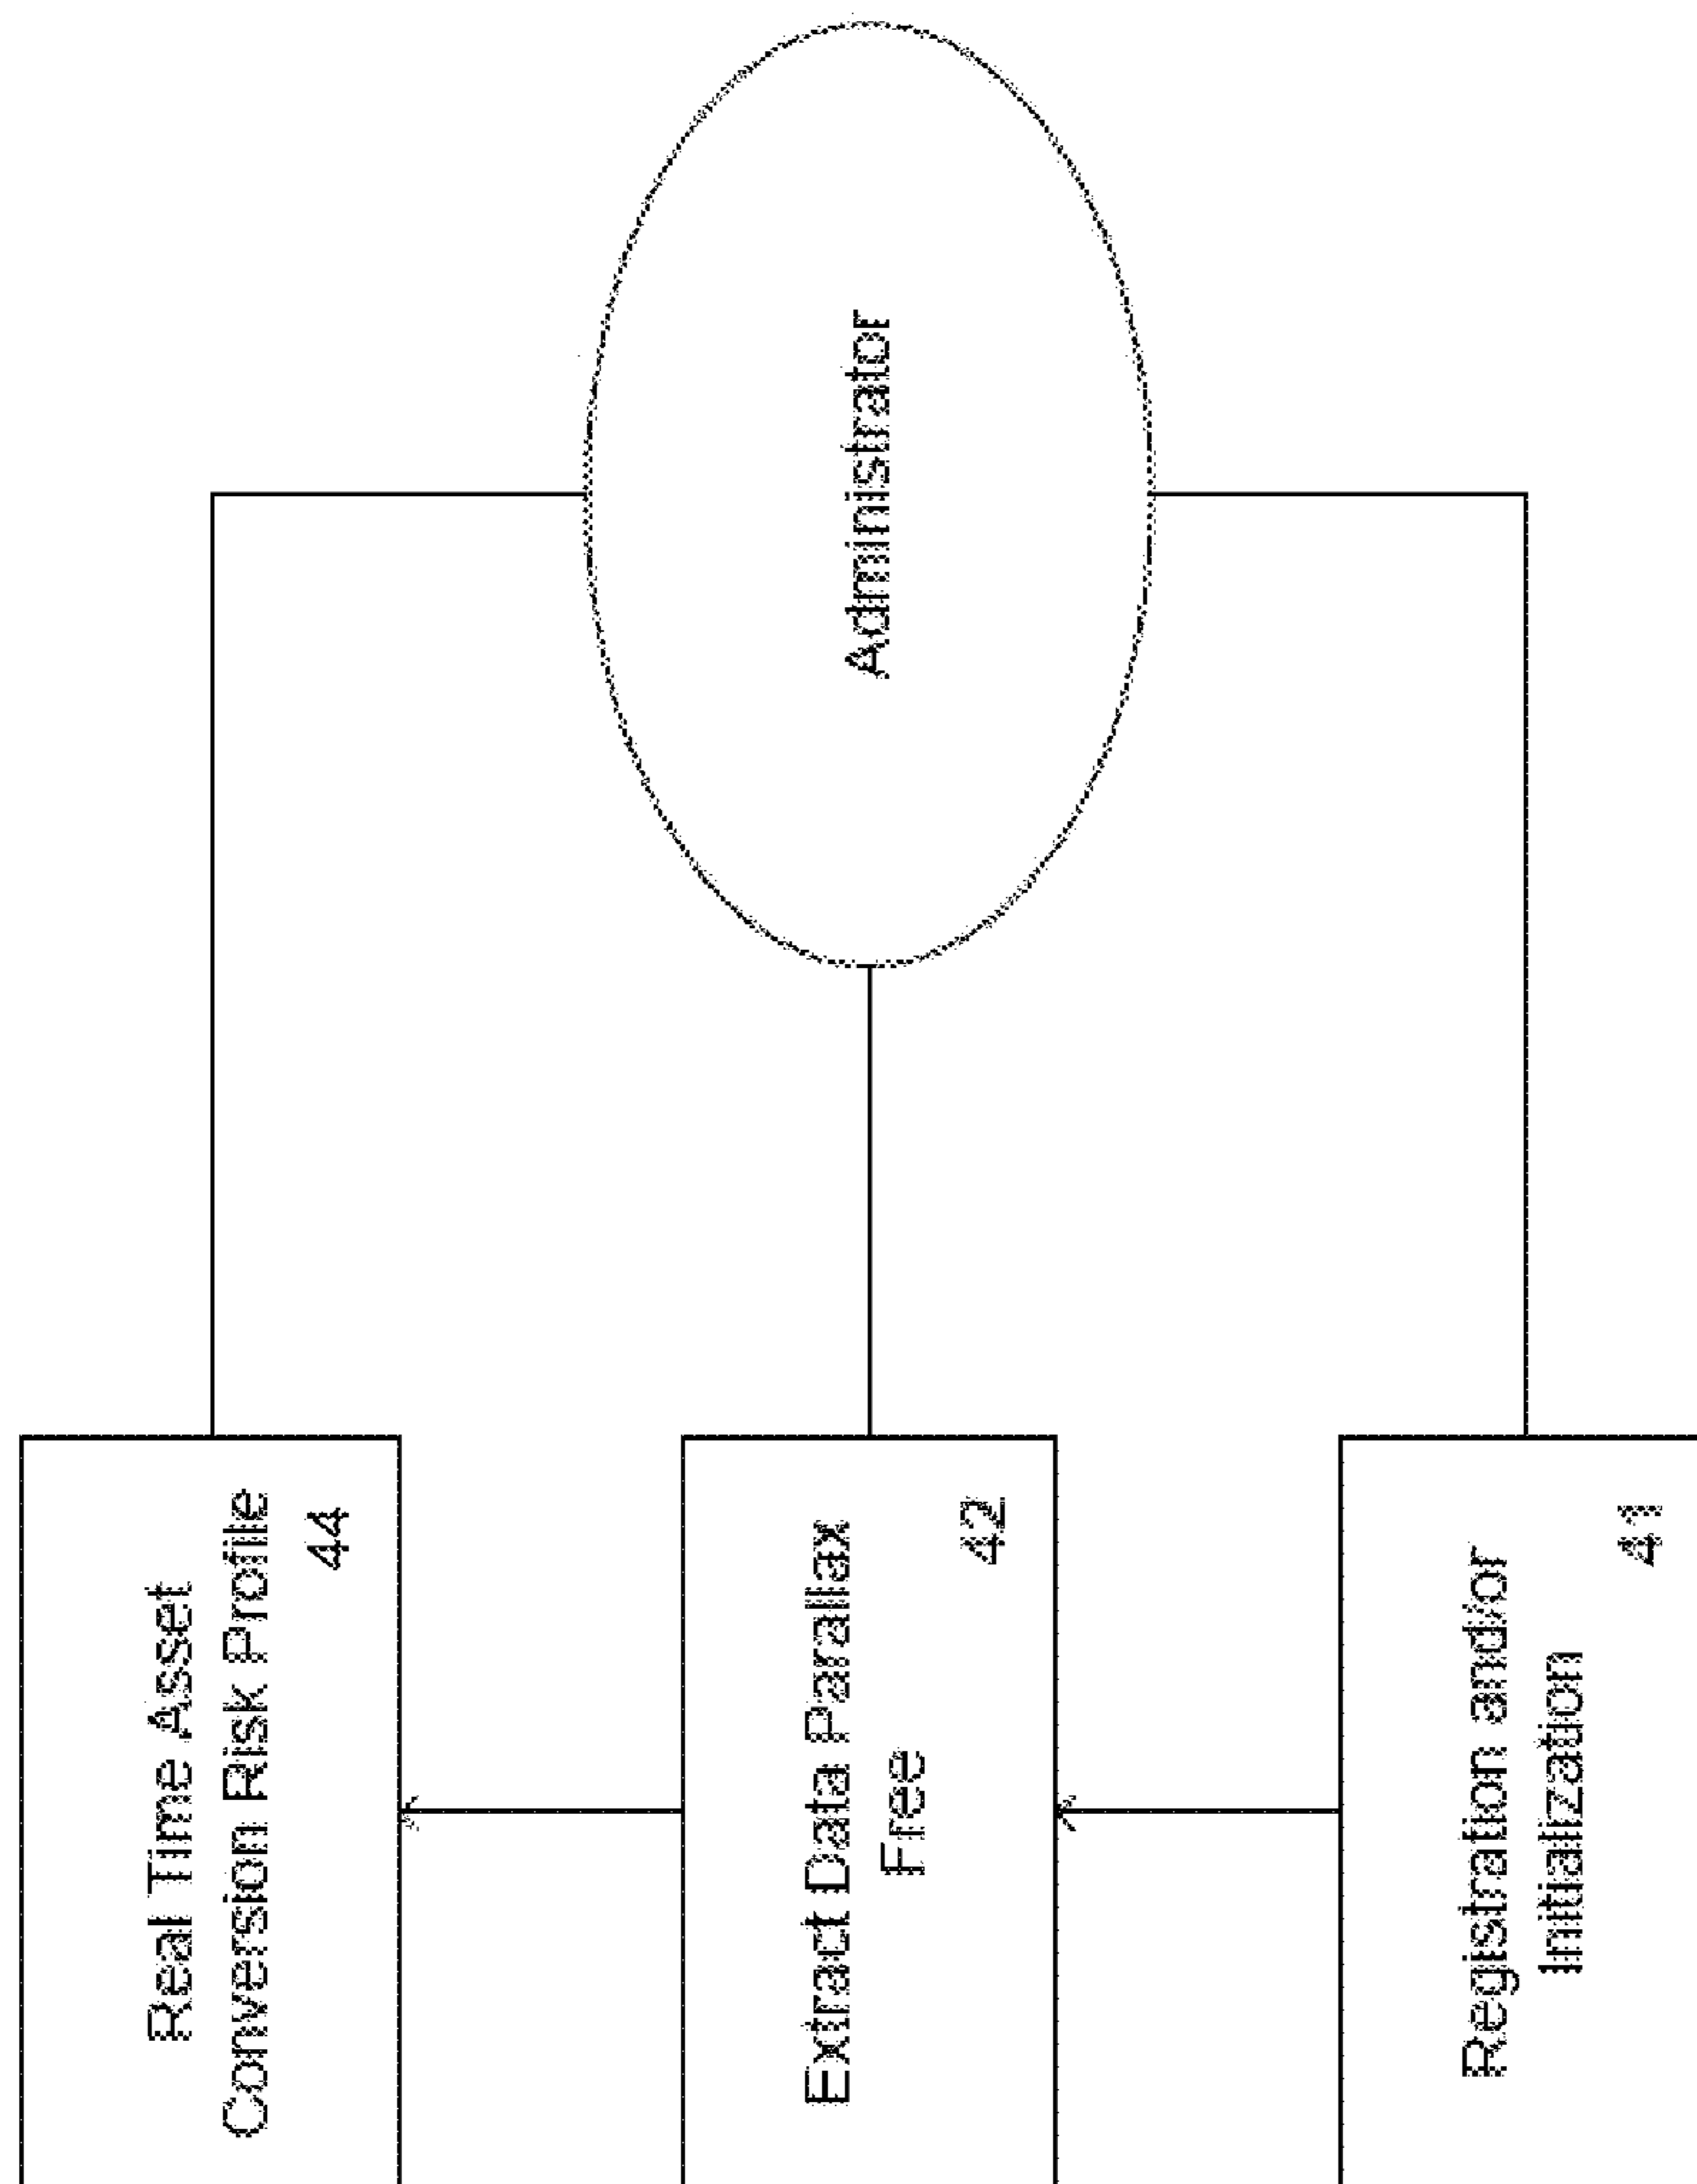 Real Time Asset
Conversion Risk Profile
44
Extract Data Parallax
Free
42
Registration and/or
Initialization
41
Administrator